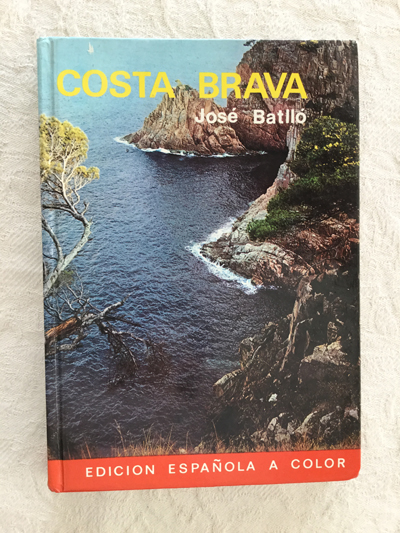 COSTA BRAVA
José Batlló
EDICION ESPAÑOLA A COLOR